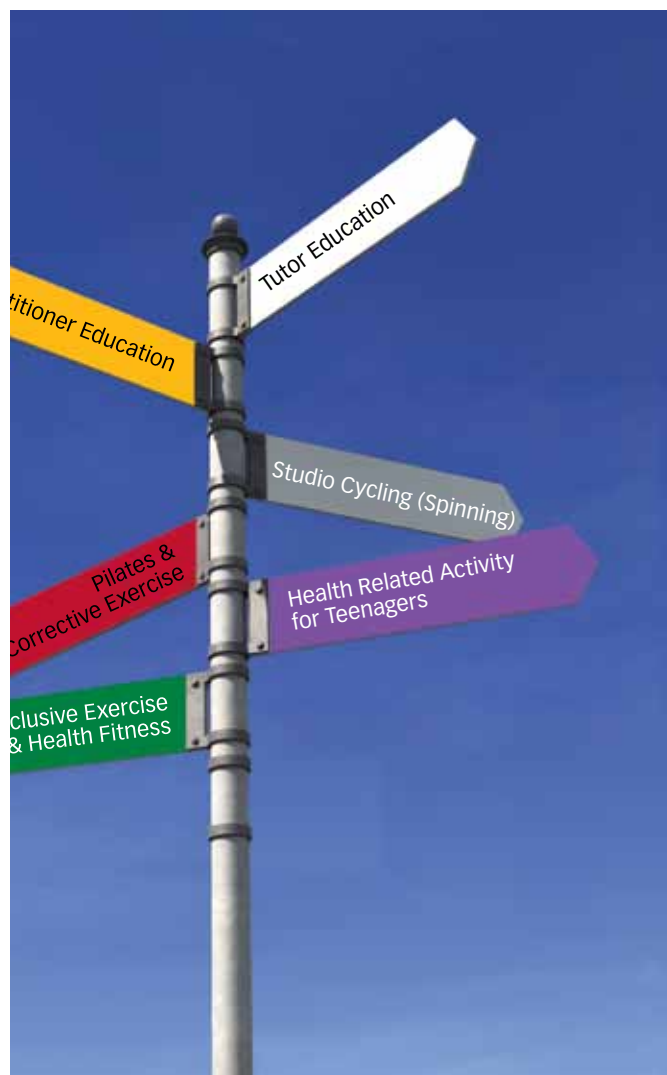 Tutor Education
titioner Education
Studio Cycling (Spinning)
Pilates &
Corrective Exercise
Health Related Activity
for Teenagers
clusive Exercise
& Health Fitness